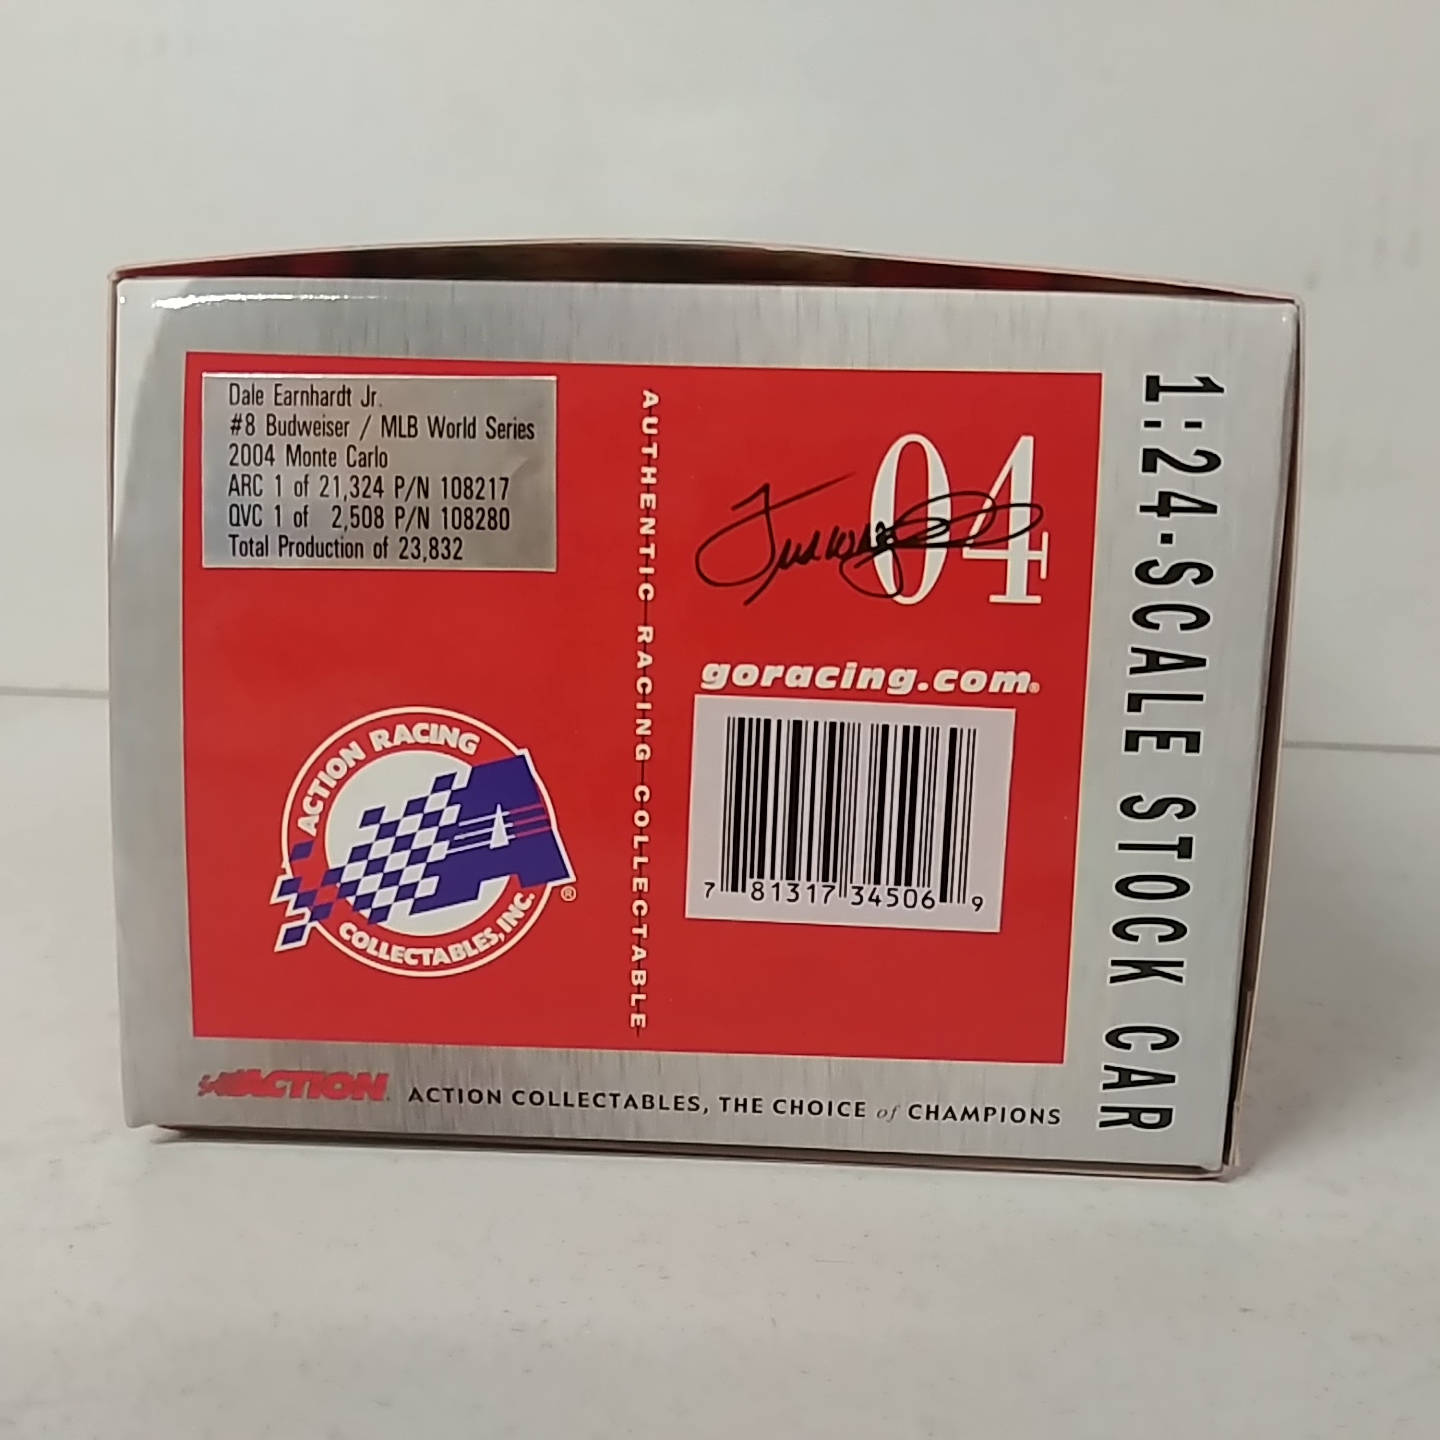 Dale Earnhardt Jr.
#8 Budweiser / MLB World Series
2004 Monte Carlo
ARC 1 of 21,324 P/N 108217
QVC 1 of 2,508 P/N 108280
Total Production of 23,832
ACTION RACING
COLLECTABLES, INC.
®
AUTHENTIC RACING COLLECTABLE
04
goracing.com®
7 81317 34506 9
1:24-SCALE STOCK CAR
ACTION
ACTION COLLECTABLES, THE CHOICE of CHAMPIONS